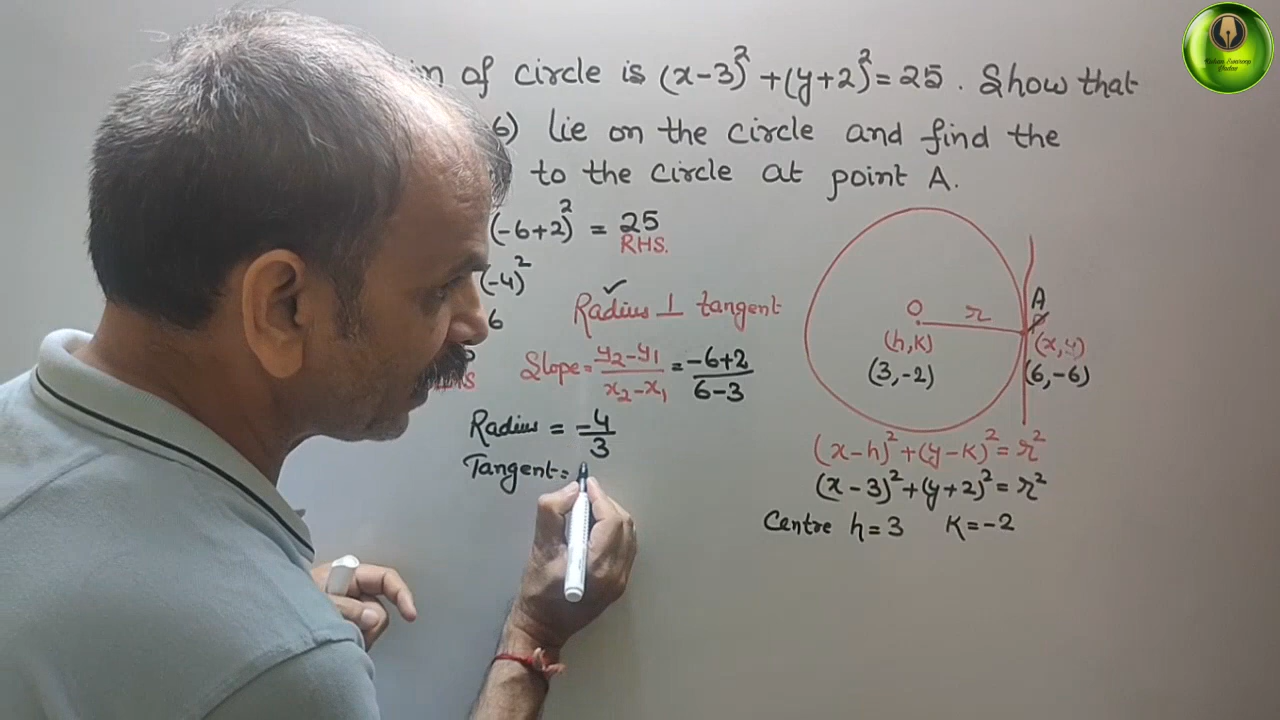 n of circle is (x-3)² + (y+2)² = 25. Show that
6) lie on the circle and find the
to the circle at point A.
(-6+2)² = 25
RHS.
(-4)²
6
Radius ⊥ tangent
Slope = y₂-y₁/x₂-x₁ = -6+2/6-3
Radius = -4/3
Tangent =
O
r
A
(h,k)
(x,y)
(3,-2)
(6,-6)
(x-h)² + (y-k)² = r²
(x-3)² + (y+2)² = r²
Centre h=3 K=-2